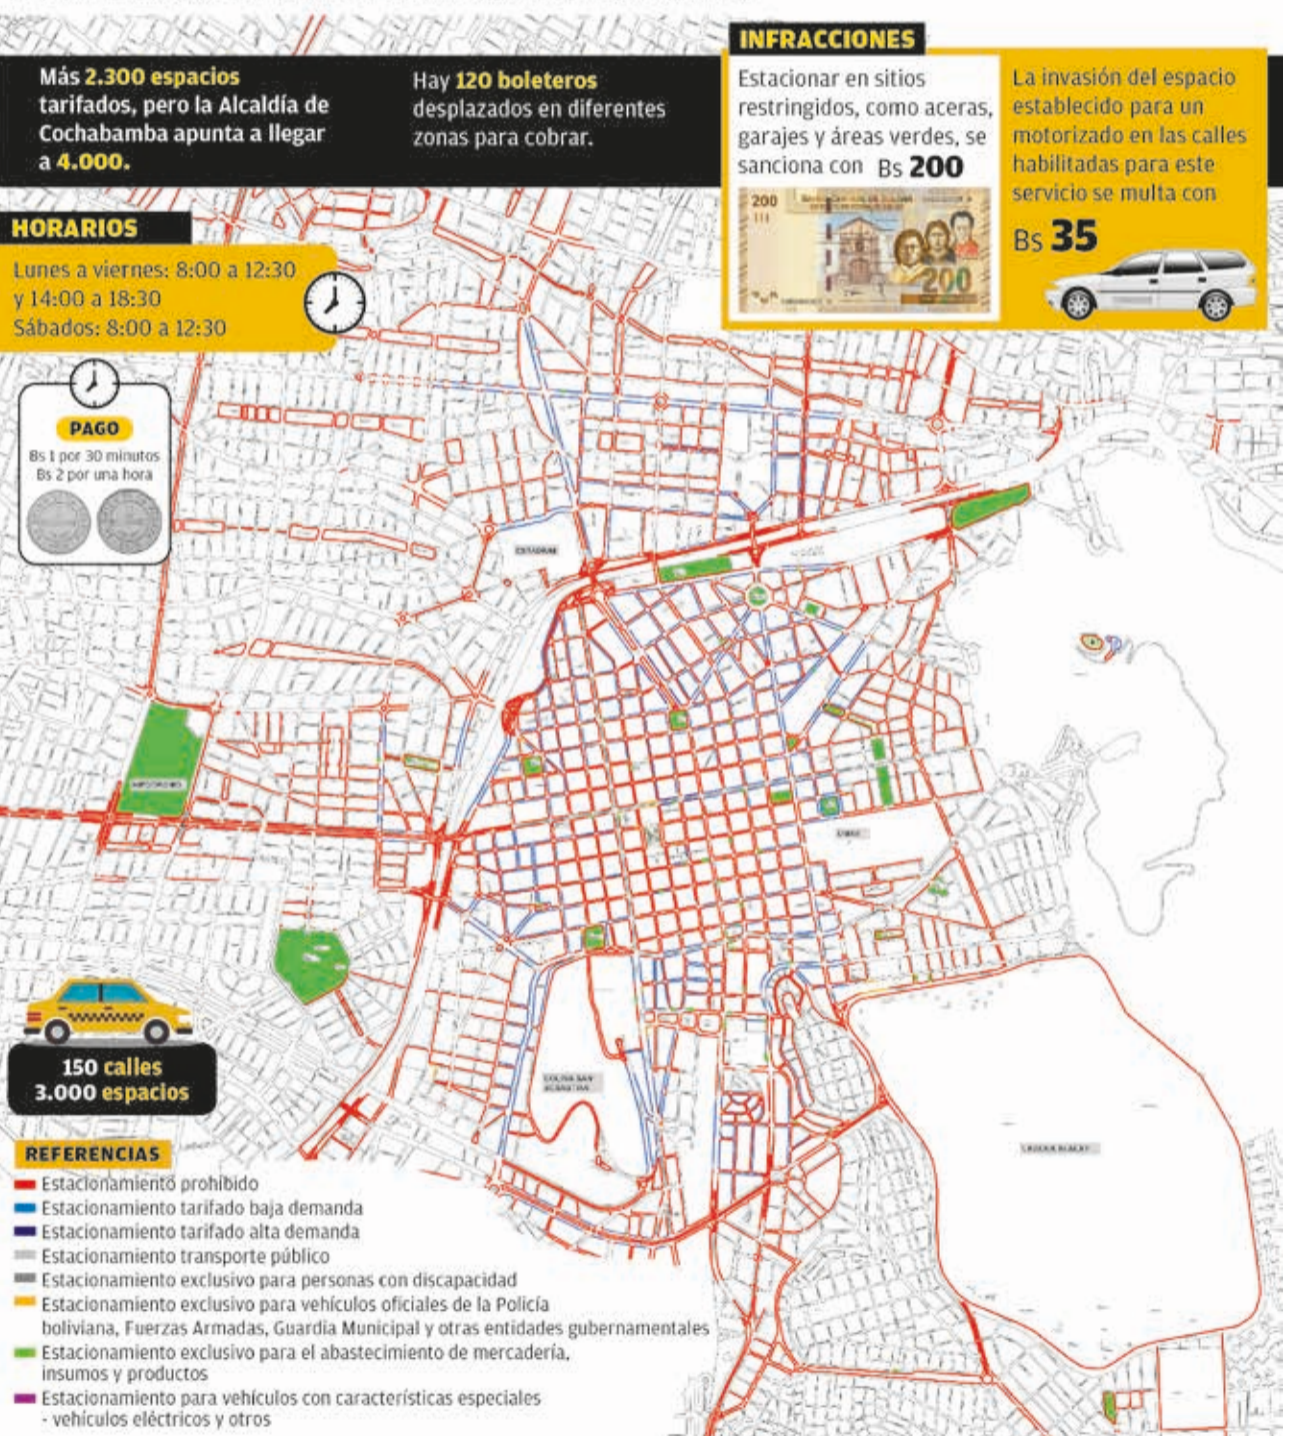 Más 2.300 espacios
tarifados, pero la Alcaldía de
Cochabamba apunta a llegar
a 4.000.
Hay 120 boleteros
desplazados en diferentes
zonas para cobrar.
INFRACCIONES
Estacionar en sitios
restringidos, como aceras,
garajes y áreas verdes, se
sanciona con Bs 200
200
200
La invasión del espacio
establecido para un
motorizado en las calles
habilitadas para este
servicio se multa con
Bs 35
HORARIOS
Lunes a viernes: 8:00 a 12:30
y 14:00 a 18:30
Sábados: 8:00 a 12:30
PAGO
Bs 1 por 30 minutos
Bs 2 por una hora
COLINA SAN
SEBASTIAN
LAGUNA ALALAY
150 calles
3.000 espacios
REFERENCIAS
Estacionamiento prohibido
Estacionamiento tarifado baja demanda
Estacionamiento tarifado alta demanda
Estacionamiento transporte público
Estacionamiento exclusivo para personas con discapacidad
Estacionamiento exclusivo para vehículos oficiales de la Policía
boliviana, Fuerzas Armadas, Guardia Municipal y otras entidades gubernamentales
Estacionamiento exclusivo para el abastecimiento de mercadería,
insumos y productos
Estacionamiento para vehículos con características especiales
- vehículos eléctricos y otros